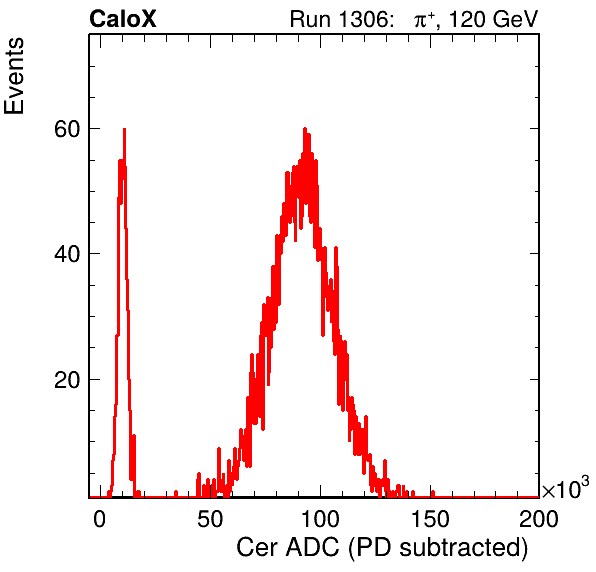 CaloX Run 1306: π⁺, 120 GeV
Events
60
40
20
0 50 100 150 200 ×10³
Cer ADC (PD subtracted)